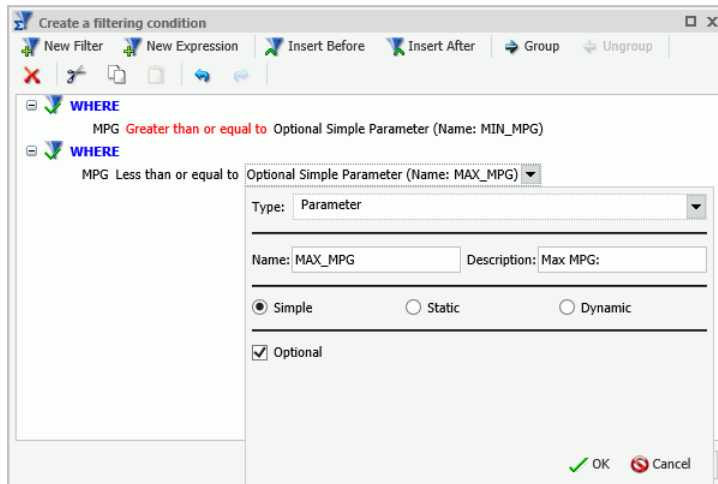 Create a filtering condition
New Filter New Expression Insert Before Insert After Group Ungroup
WHERE
MPG Greater than or equal to Optional Simple Parameter (Name: MIN_MPG)
WHERE
MPG Less than or equal to Optional Simple Parameter (Name: MAX_MPG)
Type: Parameter
Name: MAX_MPG Description: Max MPG:
Simple Static Dynamic
Optional
OK Cancel